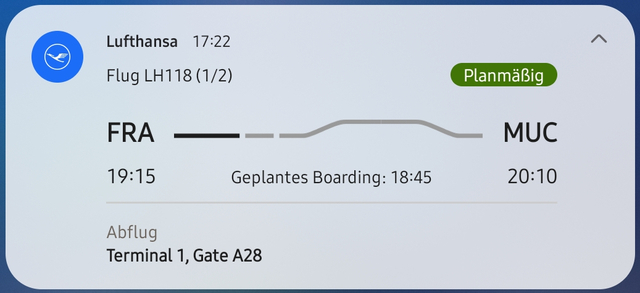 Lufthansa 17:22
Flug LH118 (1/2)
Planmäßig
FRA MUC
19:15 Geplantes Boarding: 18:45 20:10
Abflug
Terminal 1, Gate A28